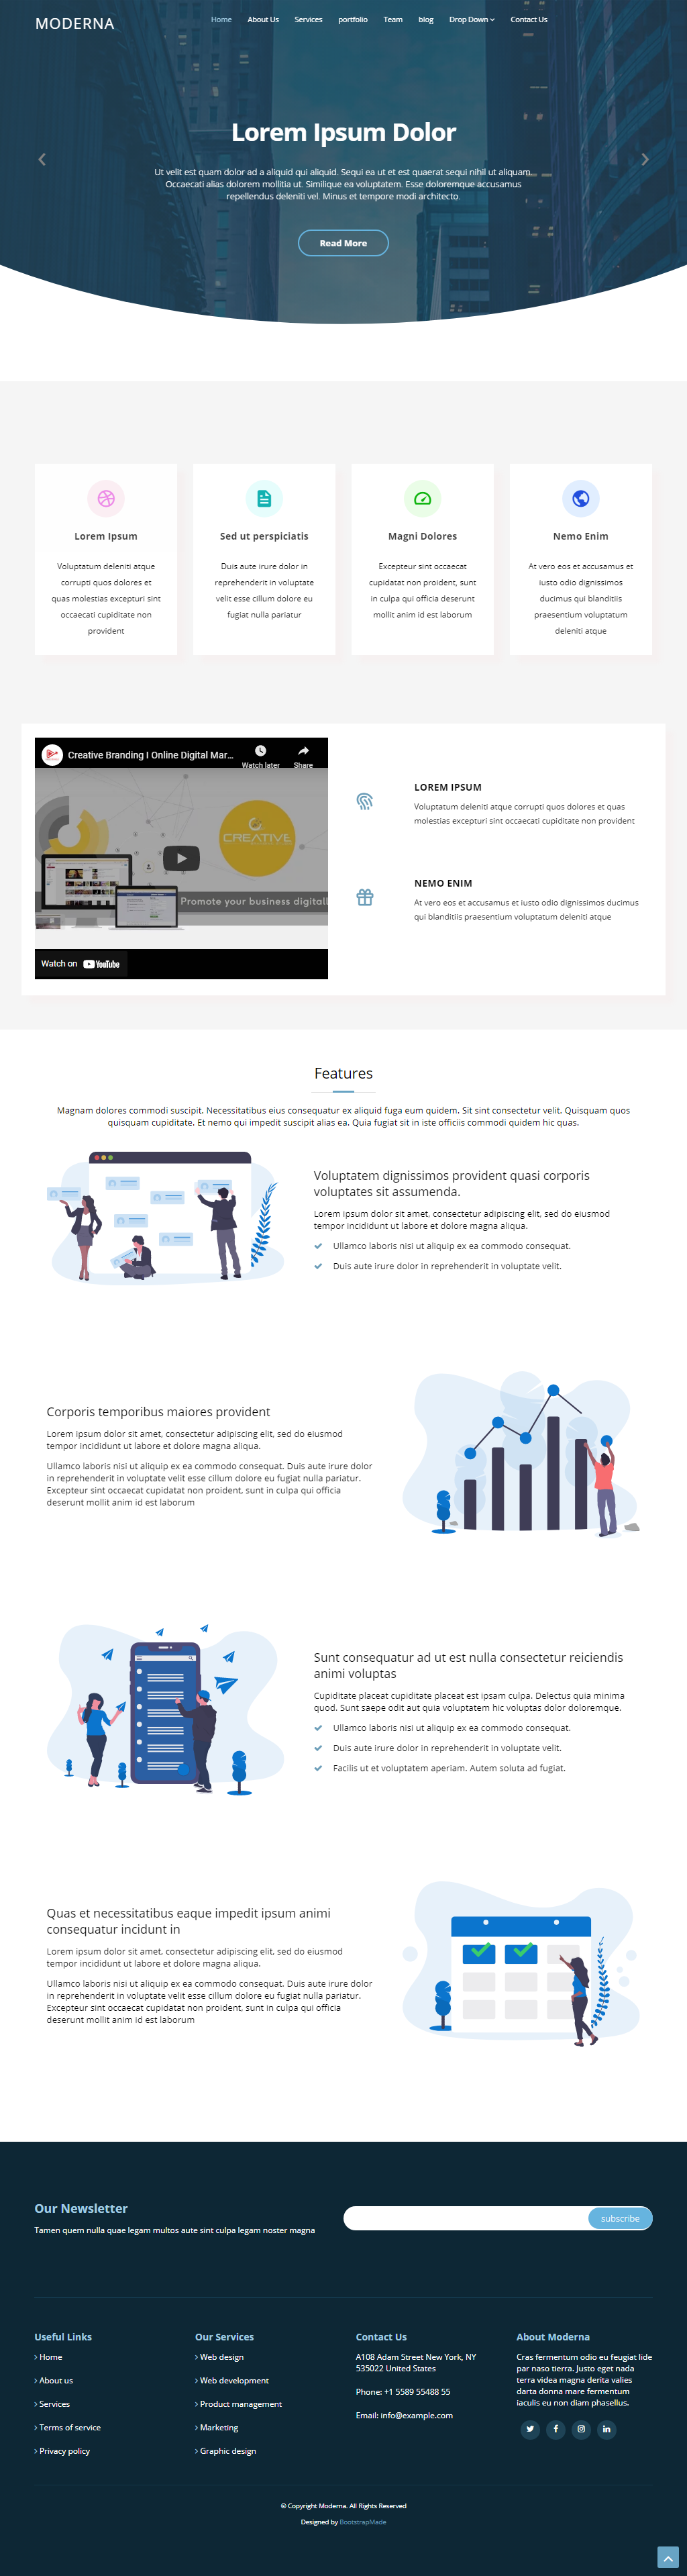 MODERNA
Home About Us Services portfolio Team blog Drop Down Contact Us
Lorem Ipsum Dolor
Ut velit est quam dolor ad a aliquid qui aliquid. Sequi ea ut et est quaerat sequi nihil ut aliquam.
Occaecati alias dolorem mollitia ut. Similique ea voluptatem. Esse doloremque accusamus
repellendus deleniti vel. Minus et tempore modi architecto.
Read More
Lorem Ipsum
Voluptatum deleniti atque
corrupti quos dolores et
quas molestias excepturi sint
occaecati cupiditate non
provident
Sed ut perspiciatis
Duis aute irure dolor in
reprehenderit in voluptate
velit esse cillum dolore eu
fugiat nulla pariatur
Magni Dolores
Excepteur sint occaecat
cupidatat non proident, sunt
in culpa qui officia deserunt
mollit anim id est laborum
Nemo Enim
At vero eos et accusamus et
iusto odio dignissimos
ducimus qui blanditiis
praesentium voluptatum
deleniti atque
Creative Branding I Online Digital Mar...
Watch later
Share
CREATIVE
Promote your business digitall
Watch on YouTube
LOREM IPSUM
Voluptatum deleniti atque corrupti quos dolores et quas
molestias excepturi sint occaecati cupiditate non provident
NEMO ENIM
At vero eos et accusamus et iusto odio dignissimos ducimus
qui blanditiis praesentium voluptatum deleniti atque
Features
Magnam dolores commodi suscipit. Necessitatibus eius consequatur ex aliquid fuga eum quidem. Sit sint consectetur velit. Quisquam quos
quisquam cupiditate. Et nemo qui impedit suscipit alias ea. Quia fugiat sit in iste officiis commodi quidem hic quas.
Voluptatem dignissimos provident quasi corporis
voluptates sit assumenda.
Lorem ipsum dolor sit amet, consectetur adipiscing elit, sed do eiusmod
tempor incididunt ut labore et dolore magna aliqua.
Ullamco laboris nisi ut aliquip ex ea commodo consequat.
Duis aute irure dolor in reprehenderit in voluptate velit.
Corporis temporibus maiores provident
Lorem ipsum dolor sit amet, consectetur adipiscing elit, sed do eiusmod
tempor incididunt ut labore et dolore magna aliqua.
Ullamco laboris nisi ut aliquip ex ea commodo consequat. Duis aute irure dolor
in reprehenderit in voluptate velit esse cillum dolore eu fugiat nulla pariatur.
Excepteur sint occaecat cupidatat non proident, sunt in culpa qui officia
deserunt mollit anim id est laborum
Sunt consequatur ad ut est nulla consectetur reiciendis
animi voluptas
Cupiditate placeat cupiditate placeat est ipsam culpa. Delectus quia minima
quod. Sunt saepe odit aut quia voluptatem hic voluptas dolor doloremque.
Ullamco laboris nisi ut aliquip ex ea commodo consequat.
Duis aute irure dolor in reprehenderit in voluptate velit.
Facilis ut et voluptatem aperiam. Autem soluta ad fugiat.
Quas et necessitatibus eaque impedit ipsum animi
consequatur incidunt in
Lorem ipsum dolor sit amet, consectetur adipiscing elit, sed do eiusmod
tempor incididunt ut labore et dolore magna aliqua.
Ullamco laboris nisi ut aliquip ex ea commodo consequat. Duis aute irure dolor
in reprehenderit in voluptate velit esse cillum dolore eu fugiat nulla pariatur.
Excepteur sint occaecat cupidatat non proident, sunt in culpa qui officia
deserunt mollit anim id est laborum
Our Newsletter
Tamen quem nulla quae legam multos aute sint culpa legam noster magna
subscribe
Useful Links
Home
About us
Services
Terms of service
Privacy policy
Our Services
Web design
Web development
Product management
Marketing
Graphic design
Contact Us
A108 Adam Street New York, NY
535022 United States
Phone: +1 5589 55488 55
Email: info@example.com
About Moderna
Cras fermentum odio eu feugiat lide
par naso tierra. Justo eget nada
terra videa magna derita valies
darta donna mare fermentum
iaculis eu non diam phasellus.
© Copyright Moderna. All Rights Reserved
Designed by BootstrapMade